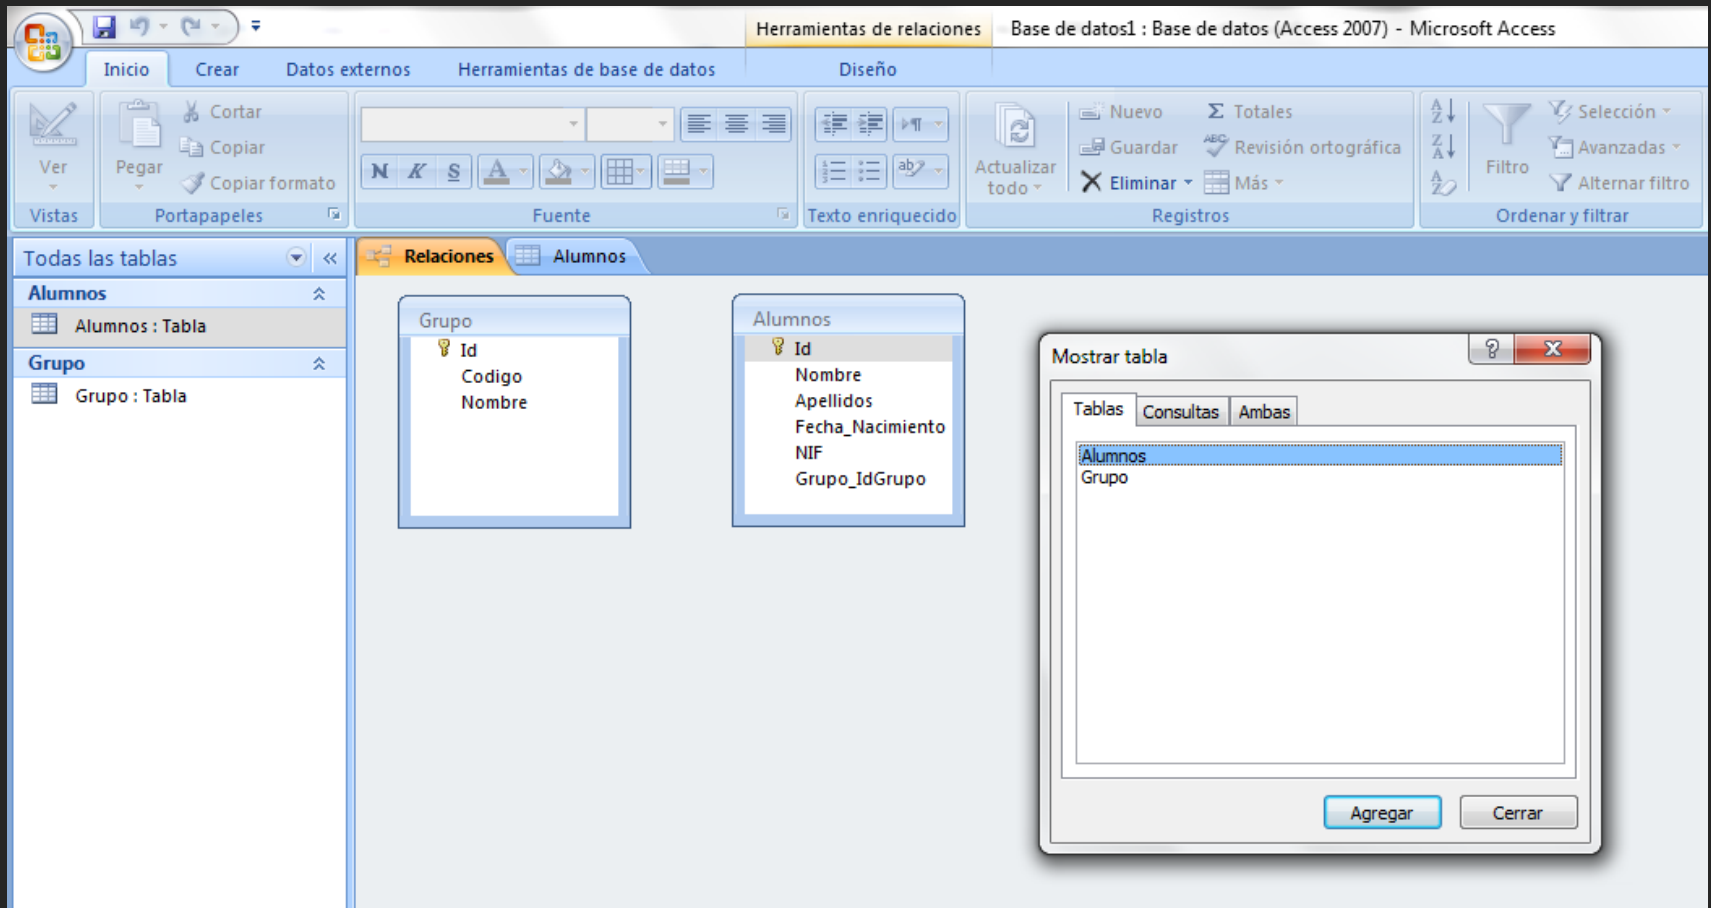 Herramientas de relaciones
Base de datos1 : Base de datos (Access 2007) - Microsoft Access
Inicio
Crear
Datos externos
Herramientas de base de datos
Diseño
Ver
Vistas
Pegar
Cortar
Copiar
Copiar formato
Portapapeles
N K S A
Fuente
ab
Texto enriquecido
Actualizar
todo
Nuevo
Guardar
Eliminar
Σ Totales
ABC Revisión ortográfica
Más
Registros
Filtro
Selección
Avanzadas
Alternar filtro
Ordenar y filtrar
Todas las tablas
Alumnos
Alumnos : Tabla
Grupo
Grupo : Tabla
Relaciones
Alumnos
Grupo
Id
Codigo
Nombre
Alumnos
Id
Nombre
Apellidos
Fecha_Nacimiento
NIF
Grupo_IdGrupo
Mostrar tabla
Tablas
Consultas
Ambas
Alumnos
Grupo
Agregar
Cerrar